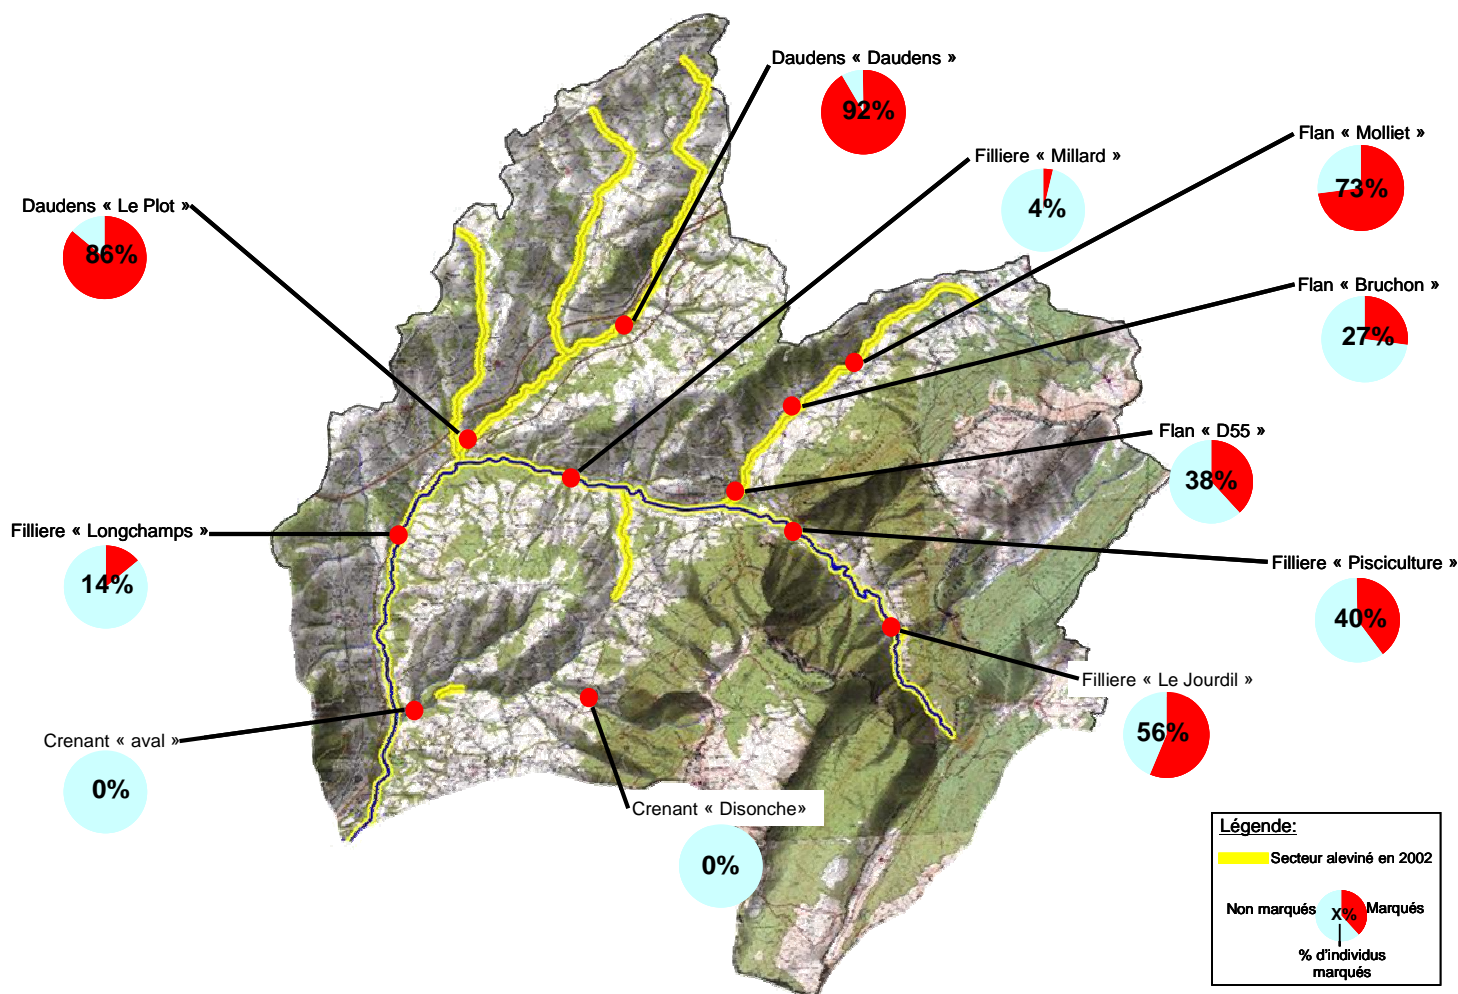 Daudens « Daudens »
92%
Flan « Molliet »
73%
Filliere « Millard »
4%
Daudens « Le Plot »
86%
Flan « Bruchon »
27%
Flan « D55 »
38%
Filliere « Longchamps »
14%
Filliere « Pisciculture »
40%
Filliere « Le Jourdil »
56%
Crenant « aval »
0%
Crenant « Disonche»
0%
Légende:
Secteur aleviné en 2002
Non marqués
X%
Marqués
% d'individus
marqués